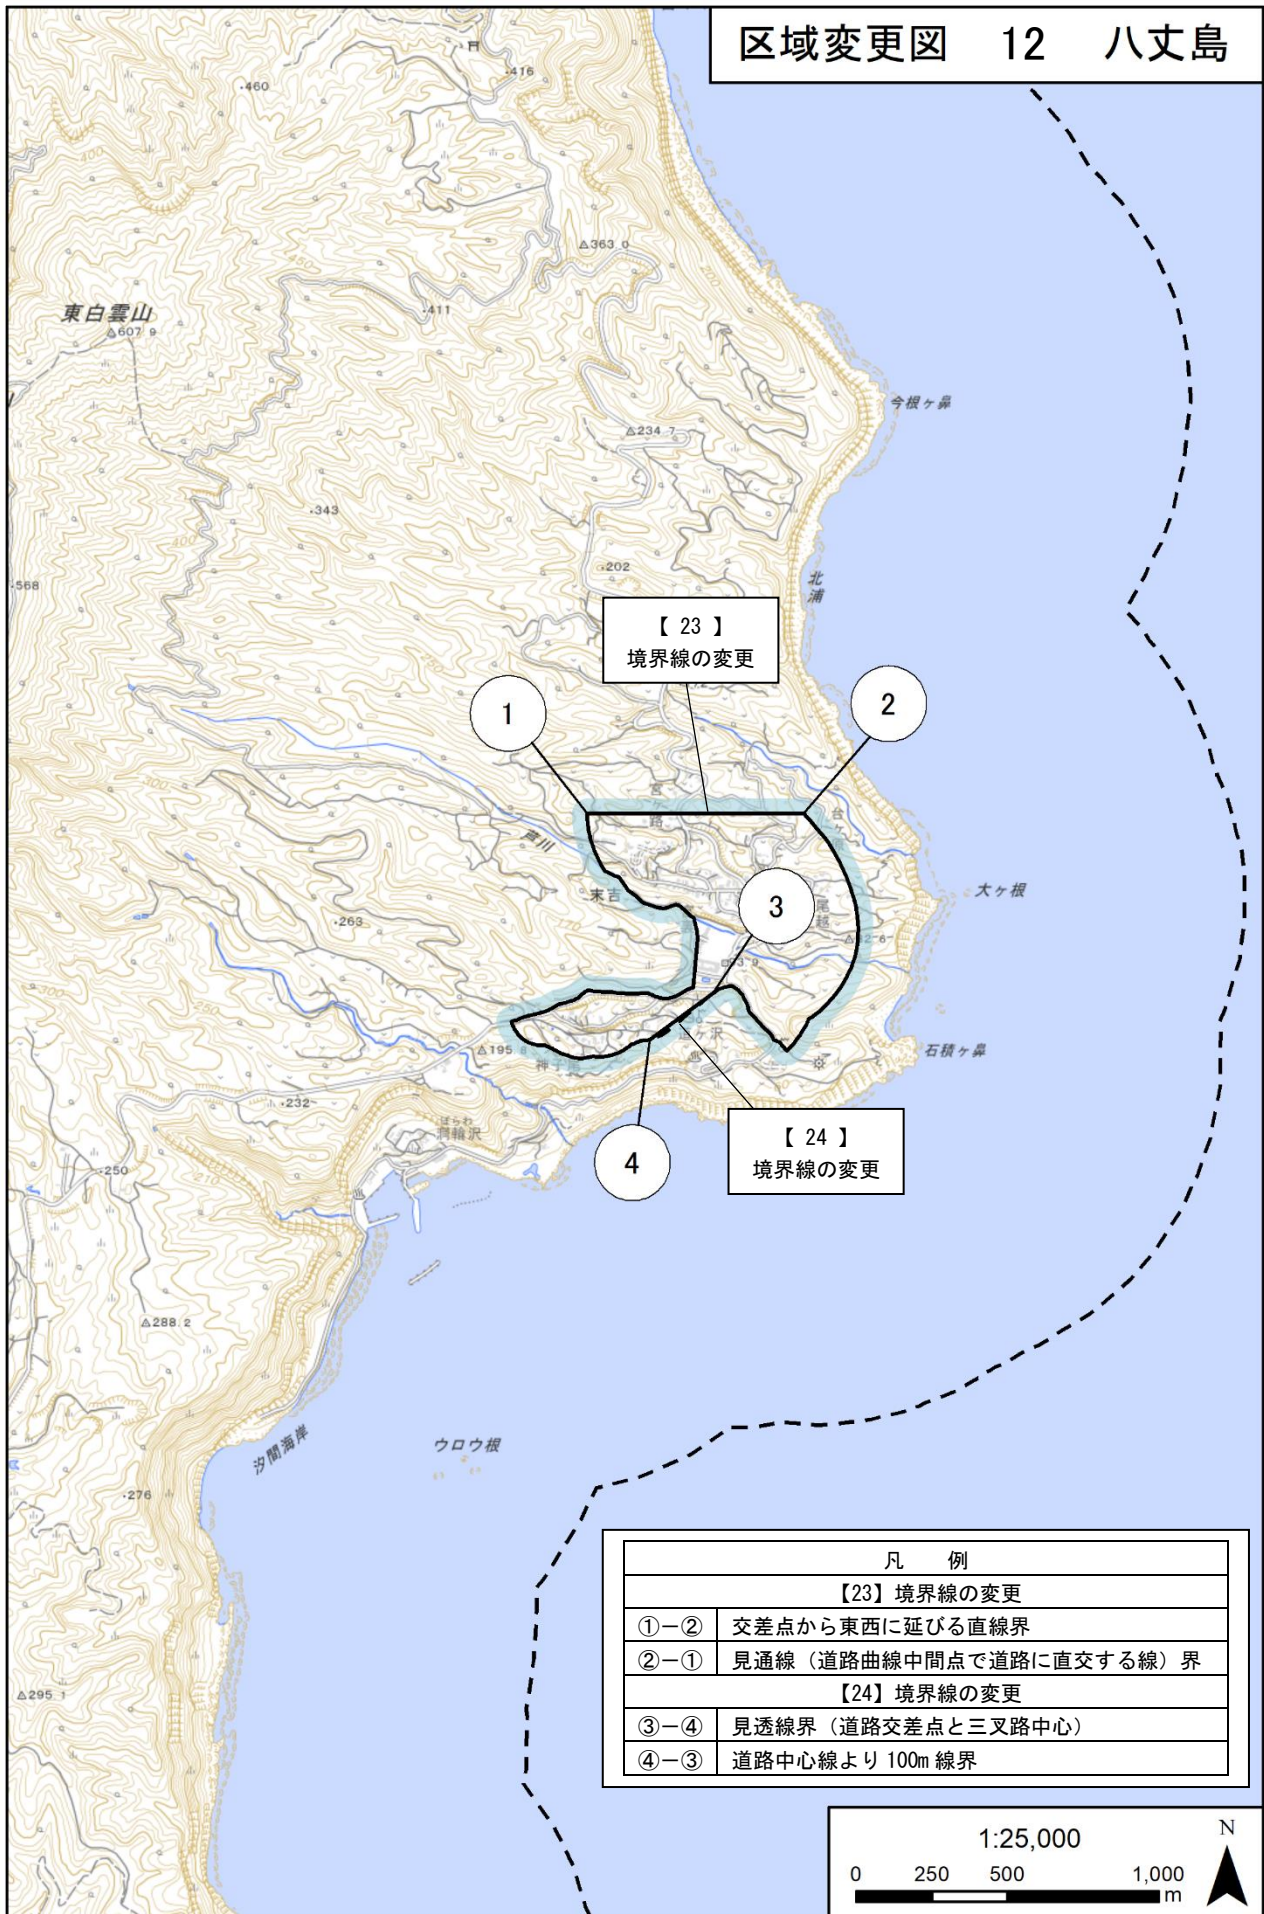 区域変更図　12　八丈島
・416
・460
△363.0
東白雲山
△607.9
・411
今根ヶ鼻
△234.7
・343
・202
・568
北浦
【 23 】
境界線の変更
1
2
宮ヶ路
芦川
末吉
3
尾越
大ヶ根
・263
石積ヶ鼻
・232
洞輪沢
4
【 24 】
境界線の変更
・250
△288.2
汐間海岸
ウロウ根
・276
△295.1
凡　例
【23】境界線の変更
①－② 交差点から東西に延びる直線界
②－① 見通線（道路曲線中間点で道路に直交する線）界
【24】境界線の変更
③－④ 見透線界（道路交差点と三叉路中心）
④－③ 道路中心線より 100m 線界
1:25,000
N
0 250 500 1,000
m